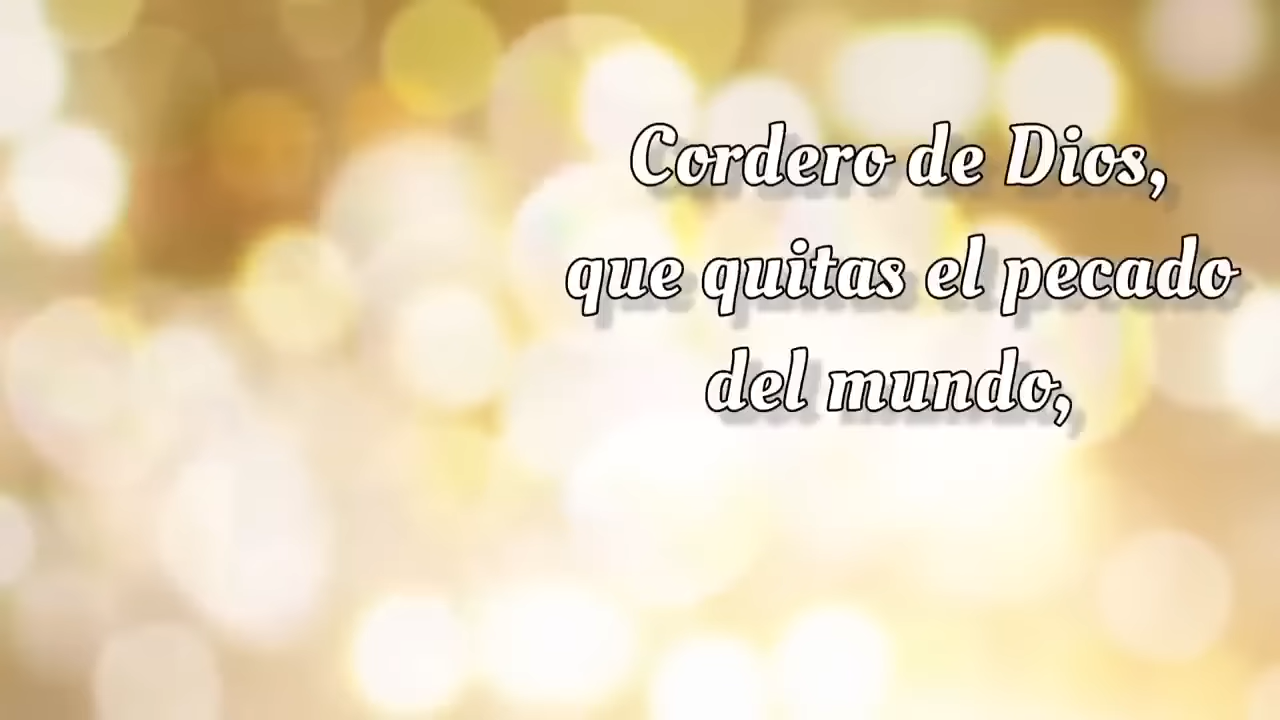 Cordero de Dios,
que quitas el pecado
del mundo,